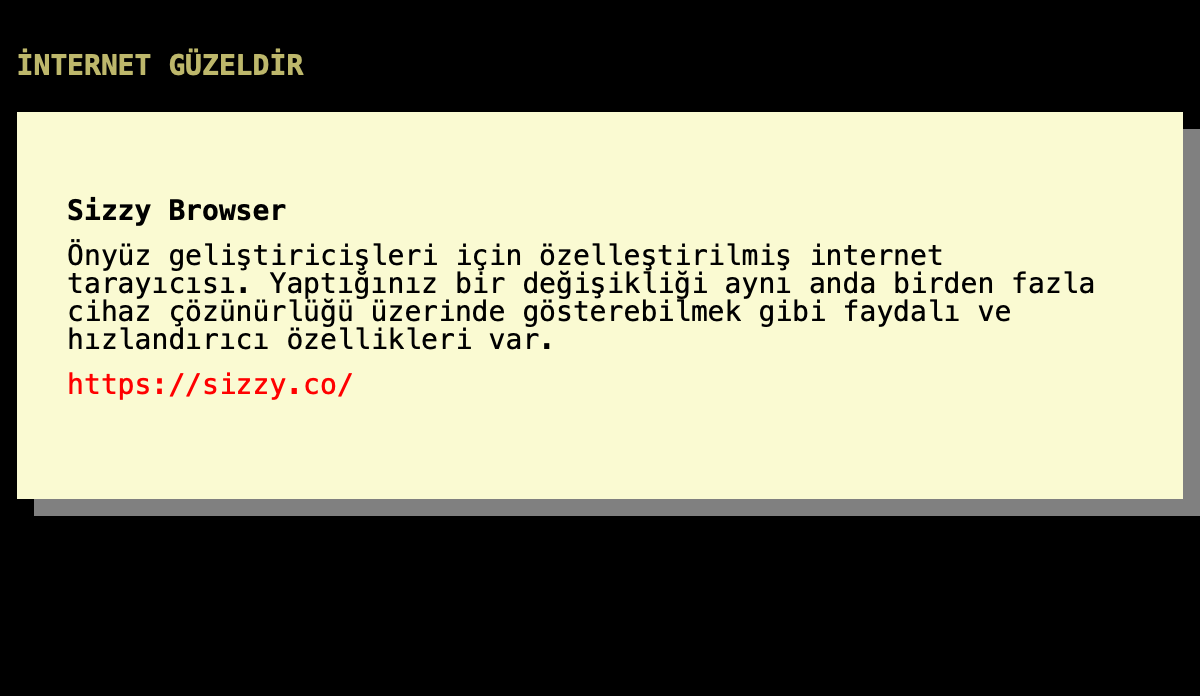 İNTERNET GÜZELDİR
Sizzy Browser
Önyüz geliştiricişleri için özelleştirilmiş internet
tarayıcısı. Yaptığınız bir değişikliği aynı anda birden fazla
cihaz çözünürlüğü üzerinde gösterebilmek gibi faydalı ve
hızlandırıcı özellikleri var.
https://sizzy.co/